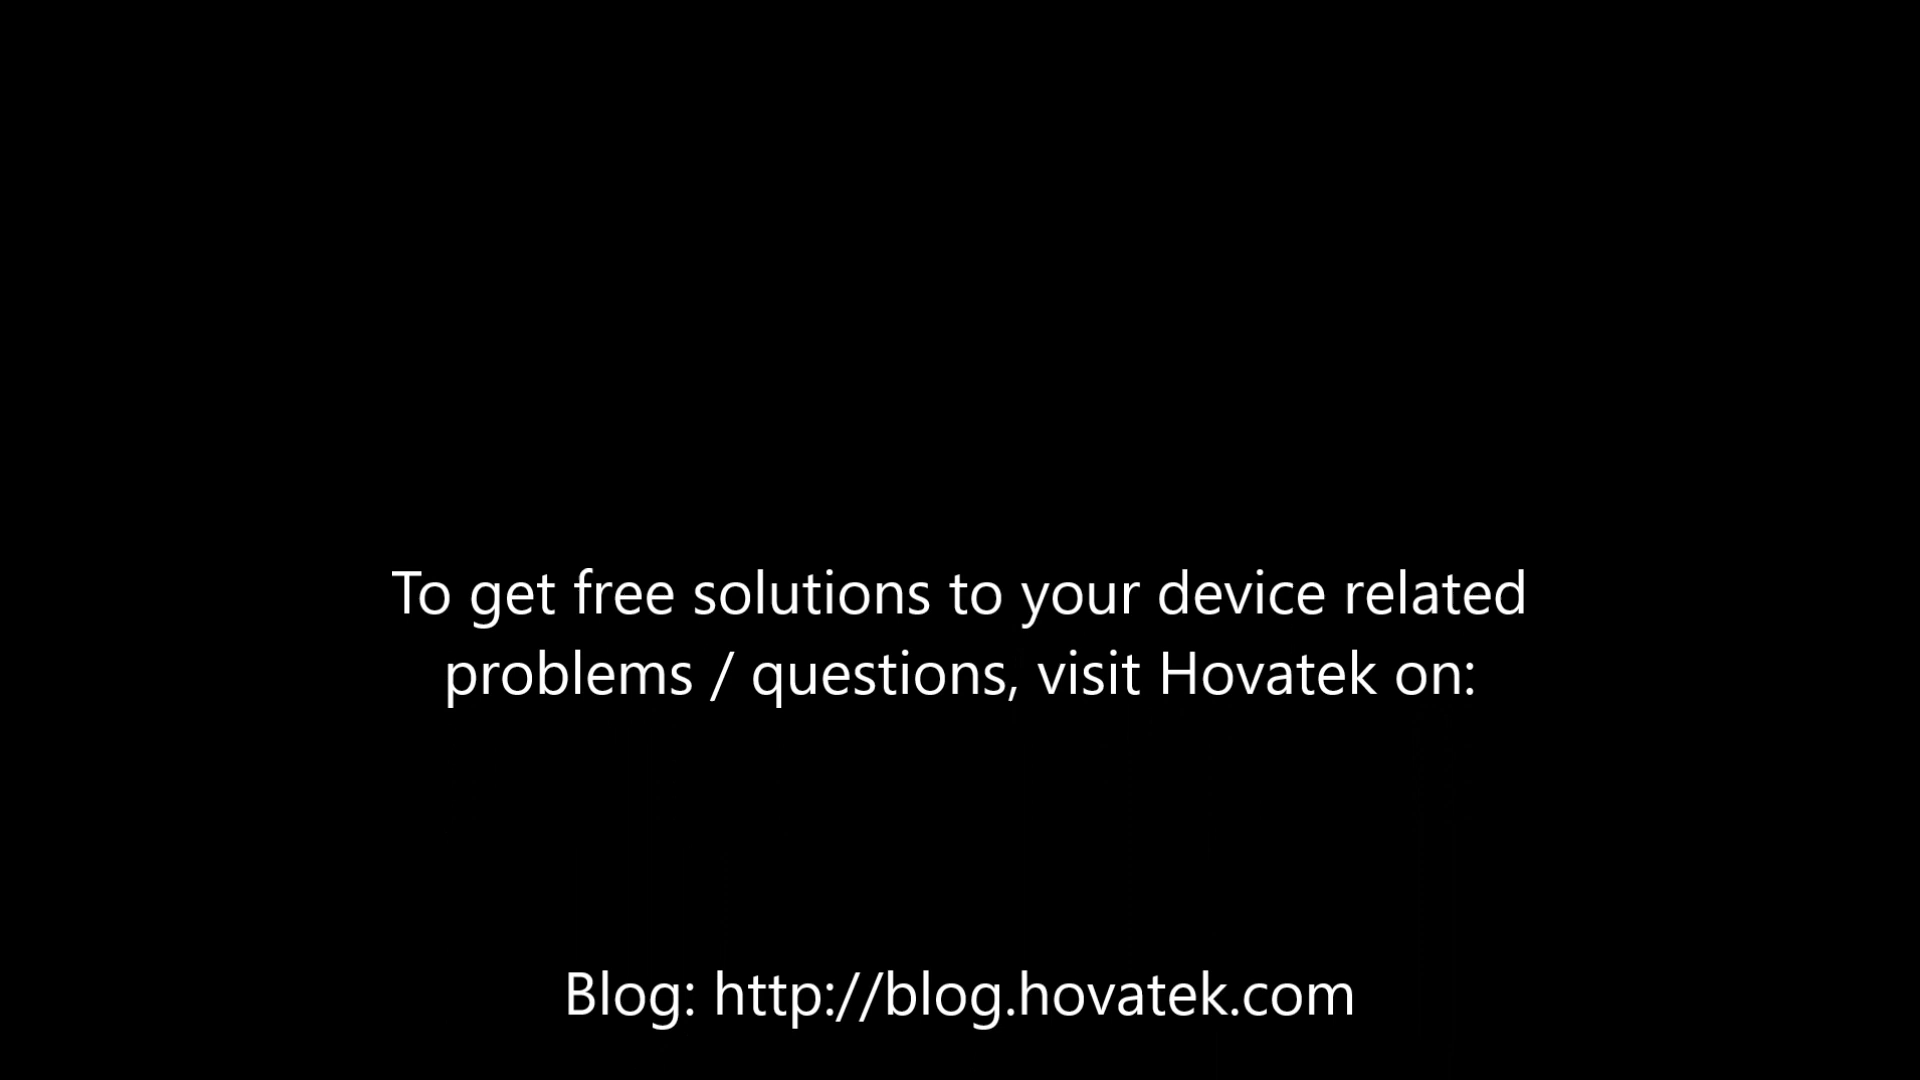 To get free solutions to your device related
problems / questions, visit Hovatek on:
Blog: http://blog.hovatek.com